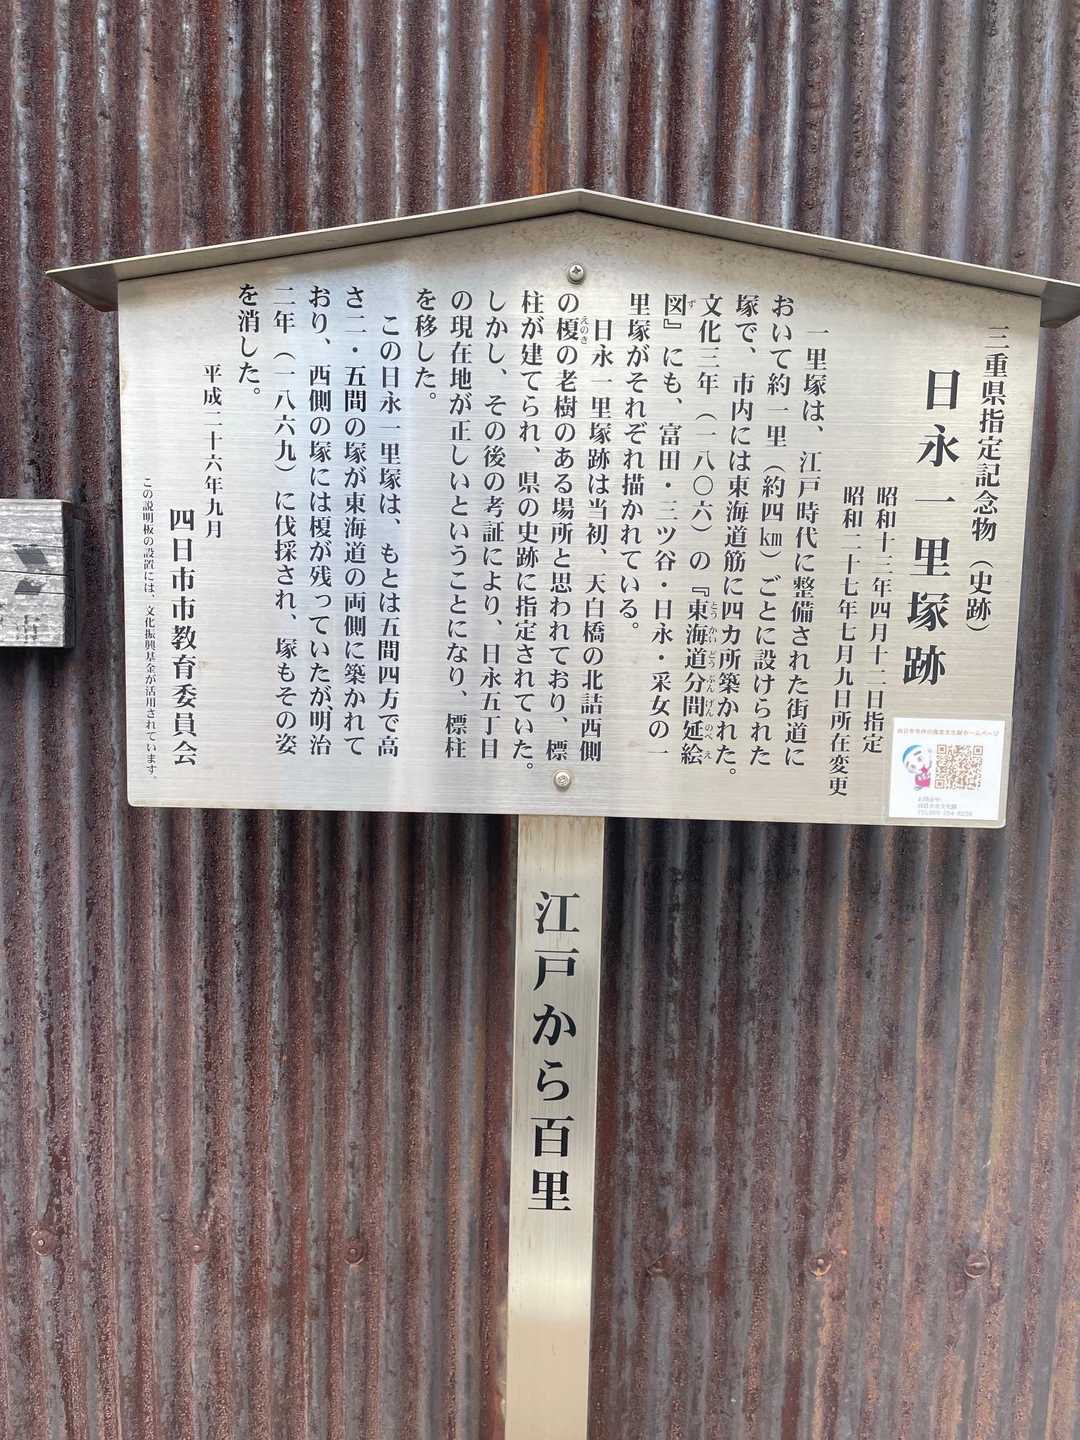 三重県指定記念物（史跡）
日永一里塚跡
昭和十三年四月十二日指定
昭和二十七年七月九日所在変更
一里塚は、江戸時代に整備された街道に
おいて約一里（約四㎞）ごとに設けられた
塚で、市内には東海道筋に四カ所築かれた。
文化三年（一八〇六）の『東海道分間延絵
とうかいどうぶんげんのべえ
図』にも、富田・三ツ谷・日永・采女の一
ず
里塚がそれぞれ描かれている。
日永一里塚跡は当初、天白橋の北詰西側
の榎の老樹のある場所と思われており、標
えのき
柱が建てられ、県の史跡に指定されていた。
しかし、その後の考証により、日永五丁目
の現在地が正しいということになり、標柱
を移した。
この日永一里塚は、もとは五間四方で高
さ二・五間の塚が東海道の両側に築かれて
おり、西側の塚には榎が残っていたが明治
二年（一八六九）に伐採され、塚もその姿
を消した。
平成二十六年九月
四日市市教育委員会
この説明板の設置には、文化振興基金が活用されています。
江戸から百里